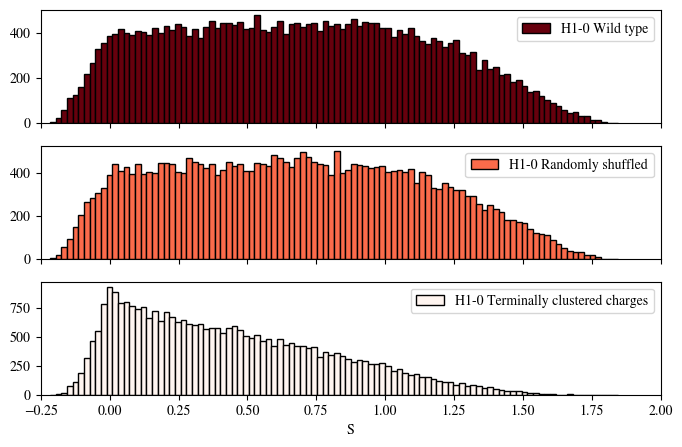 400
200
0
H1-0 Wild type
400
200
0
H1-0 Randomly shuffled
750
500
250
0
H1-0 Terminally clustered charges
−0.25 0.00 0.25 0.50 0.75 1.00 1.25 1.50 1.75 2.00
S